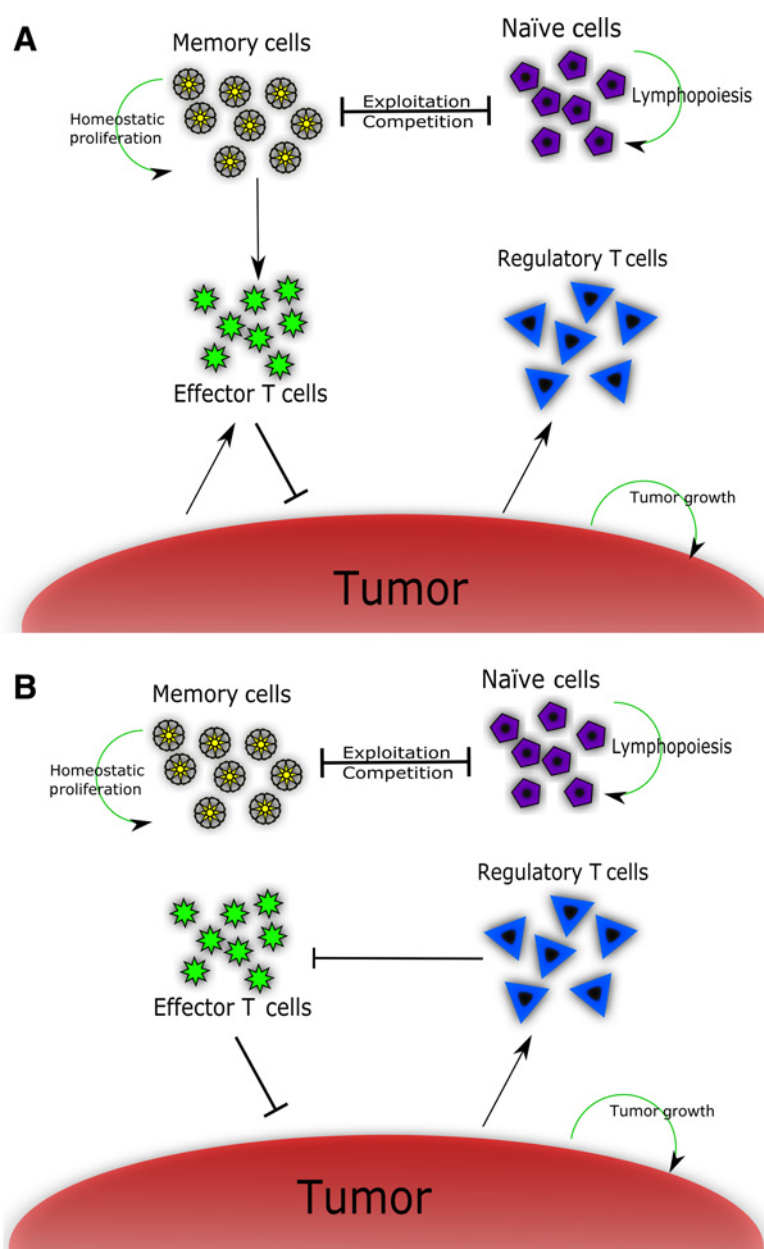 A
Memory cells
Naïve cells
Homeostatic
proliferation
Exploitation
Competition
Lymphopoiesis
Regulatory T cells
Effector T cells
Tumor growth
Tumor
B
Memory cells
Naïve cells
Homeostatic
proliferation
Exploitation
Competition
Lymphopoiesis
Regulatory T cells
Effector T cells
Tumor growth
Tumor